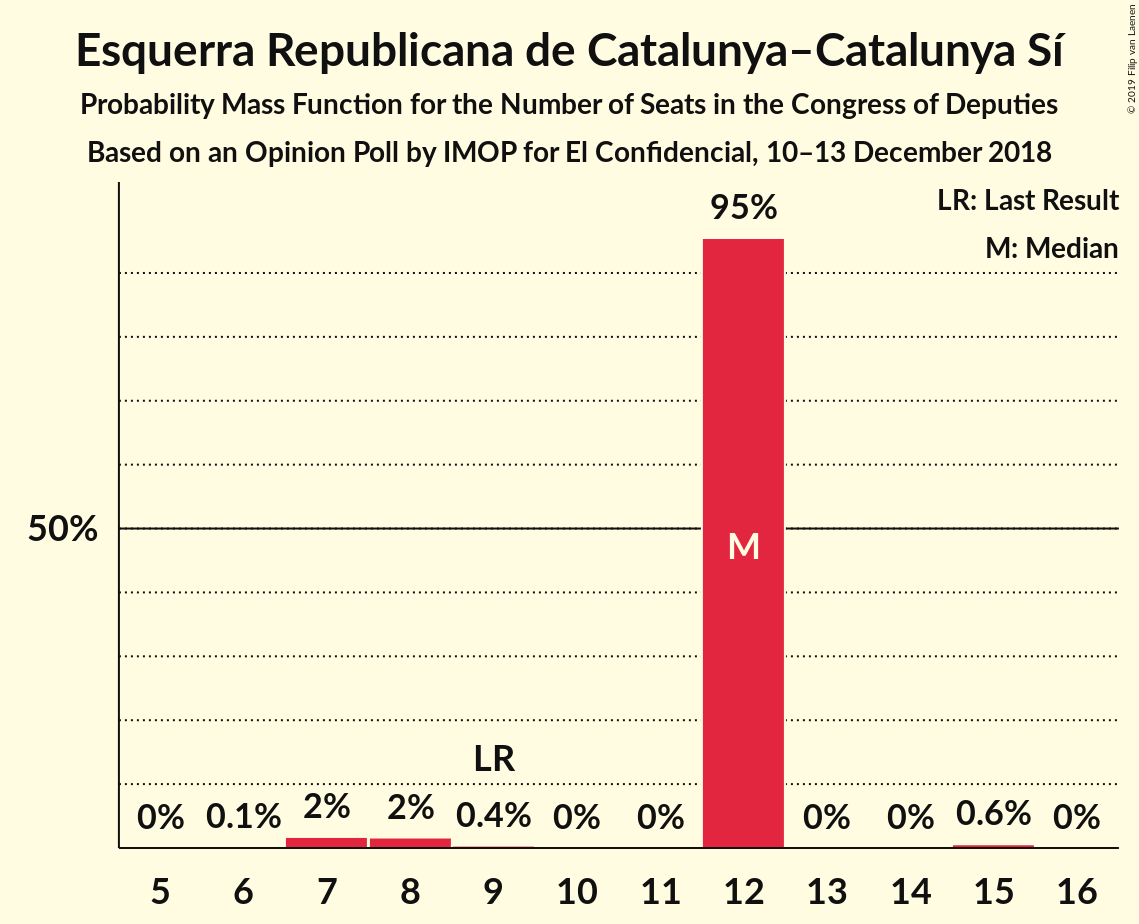 Esquerra Republicana de Catalunya–Catalunya Sí
Probability Mass Function for the Number of Seats in the Congress of Deputies
Based on an Opinion Poll by IMOP for El Confidencial, 10–13 December 2018
© 2019 Filip van Laenen
LR: Last Result
M: Median
95%
50%
M
LR
0% 0.1% 2% 2% 0.4% 0% 0% 0% 0% 0.6% 0%
5 6 7 8 9 10 11 12 13 14 15 16